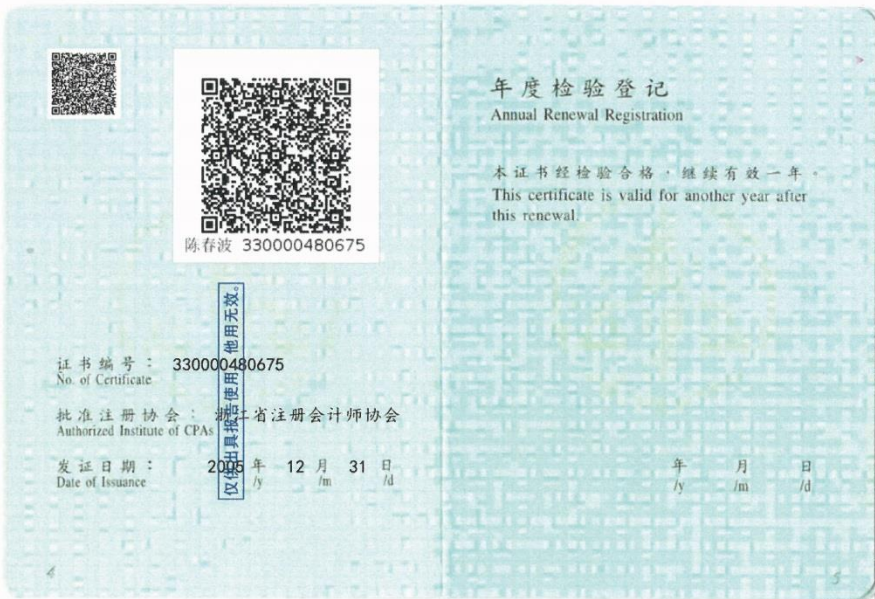 陈春波 330000480675
仅供出具报告使用，他用无效。
证书编号： 330000480675
No. of Certificate
批准注册协会： 浙江省注册会计师协会
Authorized Institute of CPAs
发证日期： 2005 年 12 月 31 日
Date of Issuance /y /m /d
4
年度检验登记
Annual Renewal Registration
本证书经检验合格，继续有效一年。
This certificate is valid for another year after
this renewal.
年 月 日
/y /m /d
5